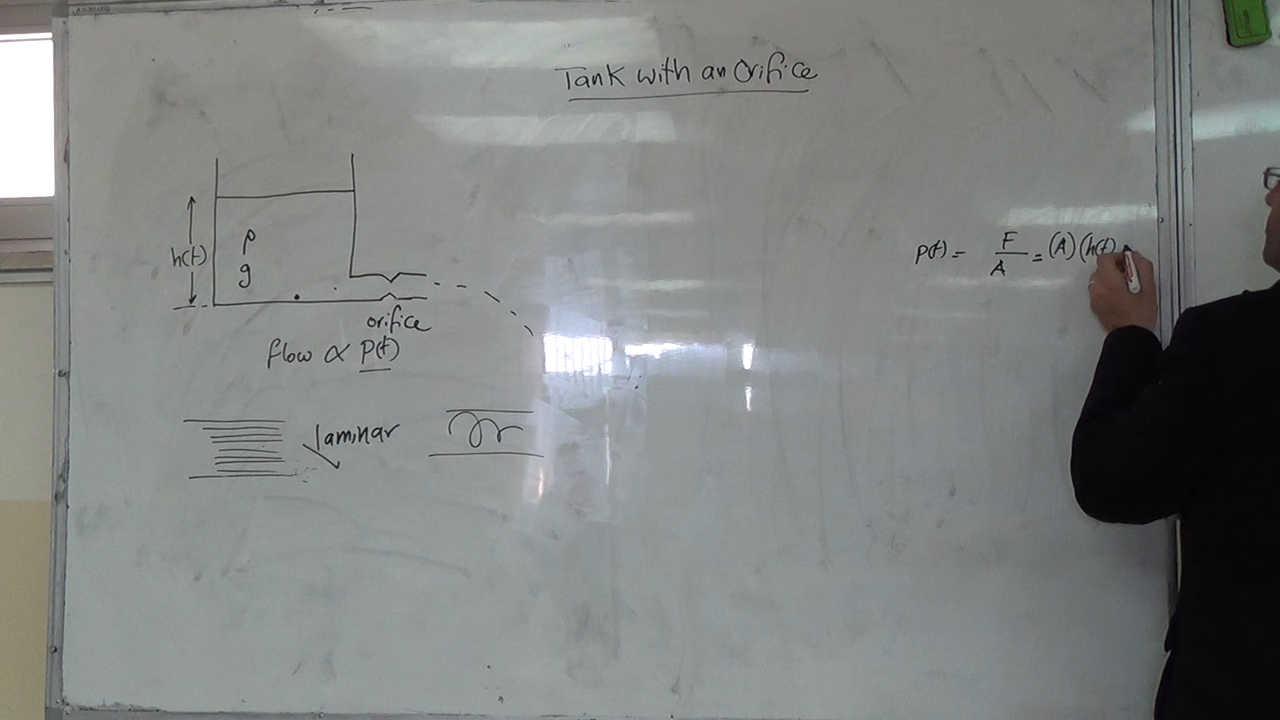 Tank with an Orifice
h(t)
ρ
g
orifice
flow ∝ P(t)
laminar
P(t) = F/A = (A)(h(t)